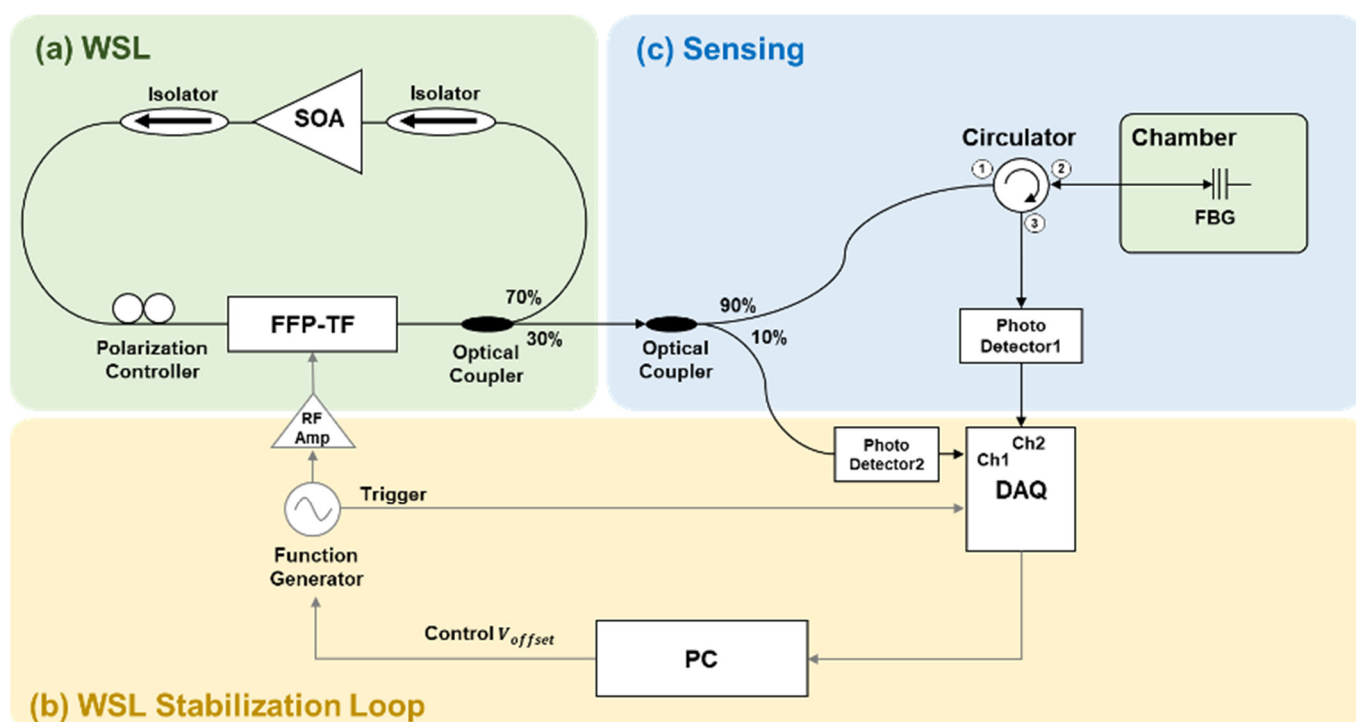 (a) WSL
Isolator
SOA
Isolator
Polarization
Controller
FFP-TF
70%
30%
Optical
Coupler
(c) Sensing
Circulator
1
2
3
Chamber
FBG
90%
10%
Optical
Coupler
Photo
Detector1
RF
Amp
Photo
Detector2
Ch2
Ch1
DAQ
Trigger
Function
Generator
Control V_offset
PC
(b) WSL Stabilization Loop